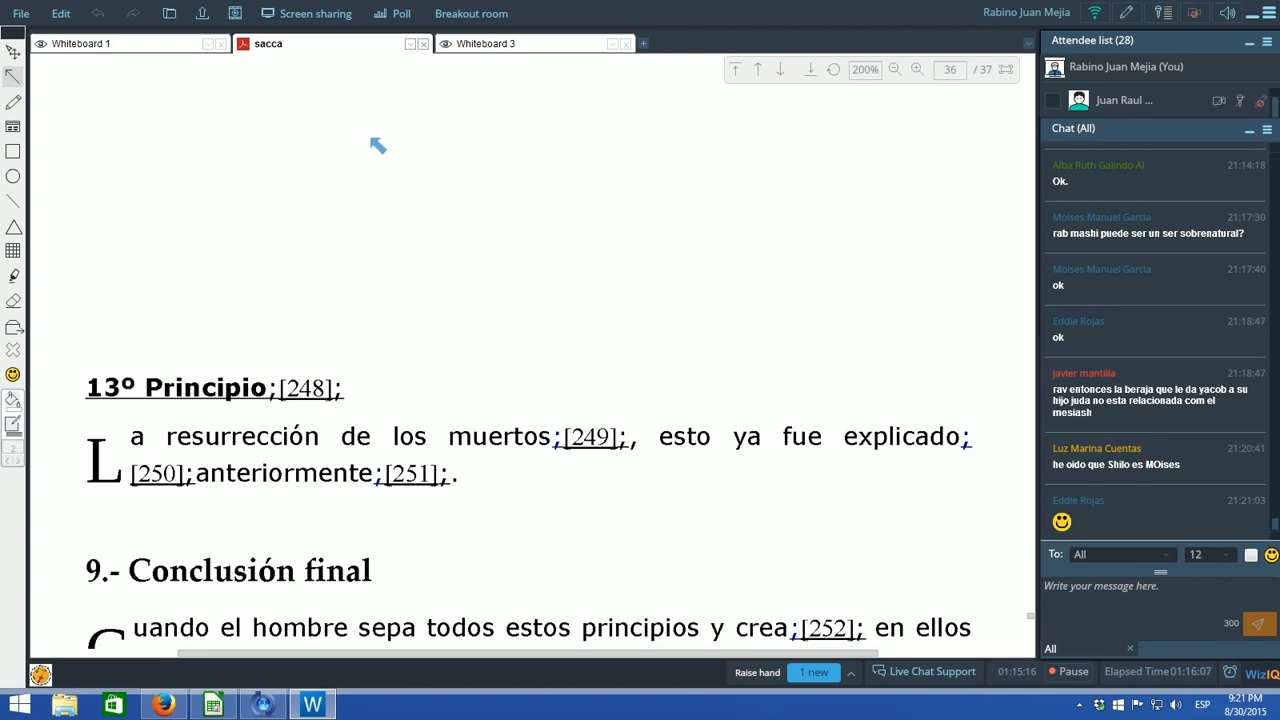 File Edit Screen sharing Poll Breakout room Rabino Juan Mejia
Whiteboard 1 sacca Whiteboard 3
200% 36 / 37
13º Principio;[248];
La resurrección de los muertos;[249];, esto ya fue explicado;
[250];anteriormente;[251];.
9.- Conclusión final
Cuando el hombre sepa todos estos principios y crea;[252]; en ellos
Attendee list (28)
Rabino Juan Mejia (You)
Juan Raul ...
Chat (All)
Alba Ruth Galindo Al 21:14:18
Ok.
Moises Manuel Garcia 21:17:30
rab mashi puede ser un ser sobrenatural?
Moises Manuel Garcia 21:17:40
ok
Eddie Rojas 21:18:47
ok
javier mantilla 21:18:47
rav entonces la beraja que le da yacob a su
hijo juda no esta relacionada com el
mesiash
Luz Marina Cuentas 21:20:41
he oido que Shilo es MOises
Eddie Rojas 21:21:03
To: All 12
Write your message here.
300
All
Raise hand 1 new Live Chat Support 01:15:16 Pause Elapsed Time 01:16:07 WizIQ
2
W ESP 9:21 PM
8/30/2015